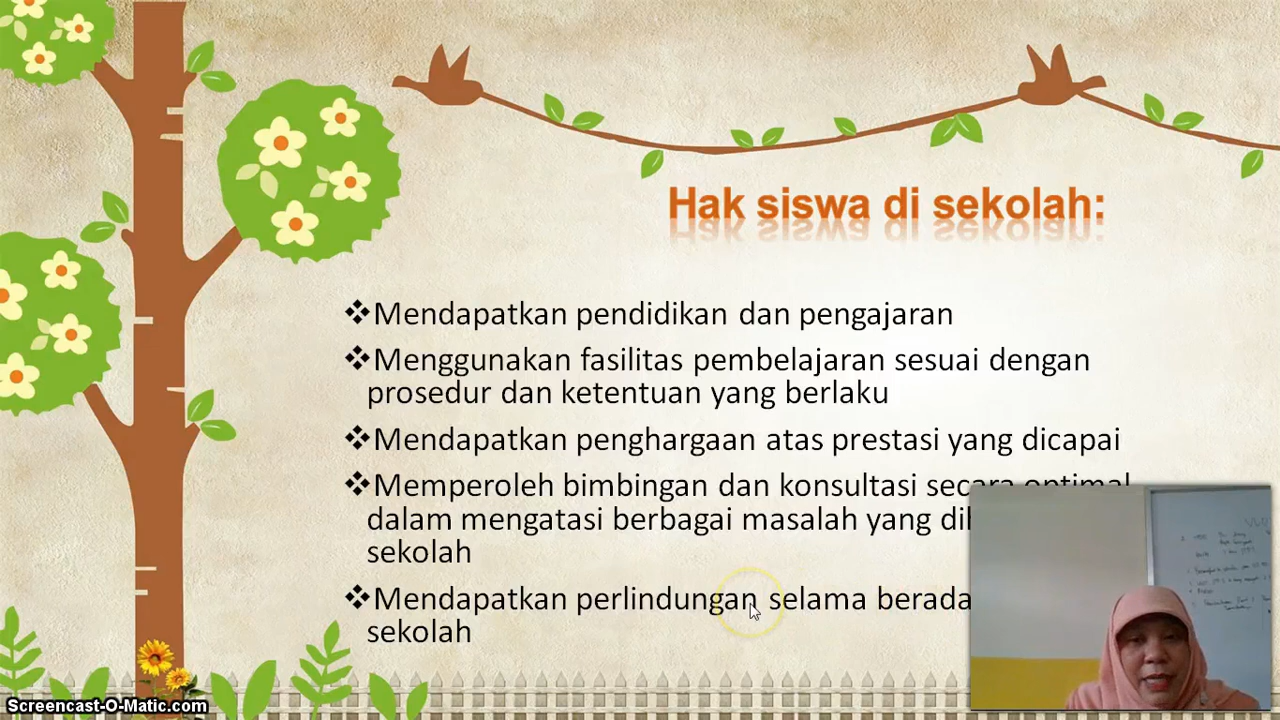 Hak siswa di sekolah:
❖Mendapatkan pendidikan dan pengajaran
❖Menggunakan fasilitas pembelajaran sesuai dengan
prosedur dan ketentuan yang berlaku
❖Mendapatkan penghargaan atas prestasi yang dicapai
❖Memperoleh bimbingan dan konsultasi secara optimal
dalam mengatasi berbagai masalah yang
sekolah
❖Mendapatkan perlindungan selama berada
sekolah
Screencast-O-Matic.com